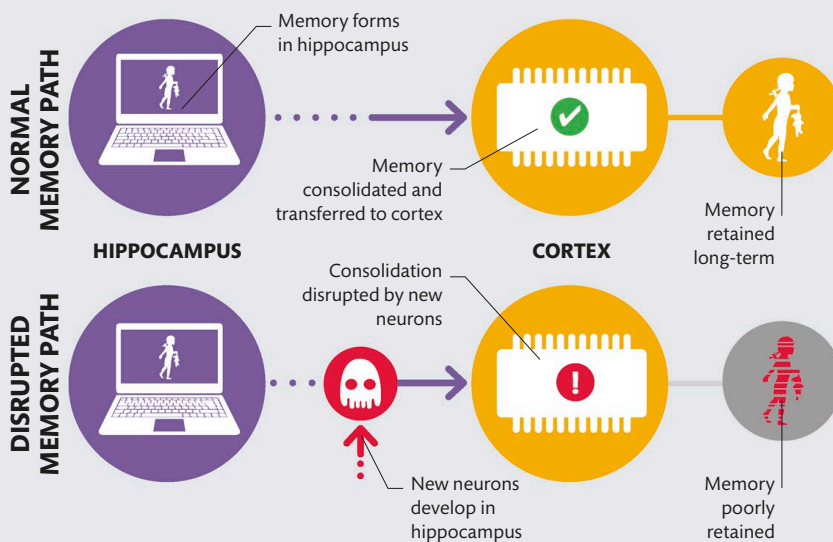 NORMAL
MEMORY PATH
Memory forms
in hippocampus
Memory
consolidated and
transferred to cortex
Memory
retained
long-term
HIPPOCAMPUS
CORTEX
DISRUPTED
MEMORY PATH
Consolidation
disrupted by new
neurons
New neurons
develop in
hippocampus
Memory
poorly
retained